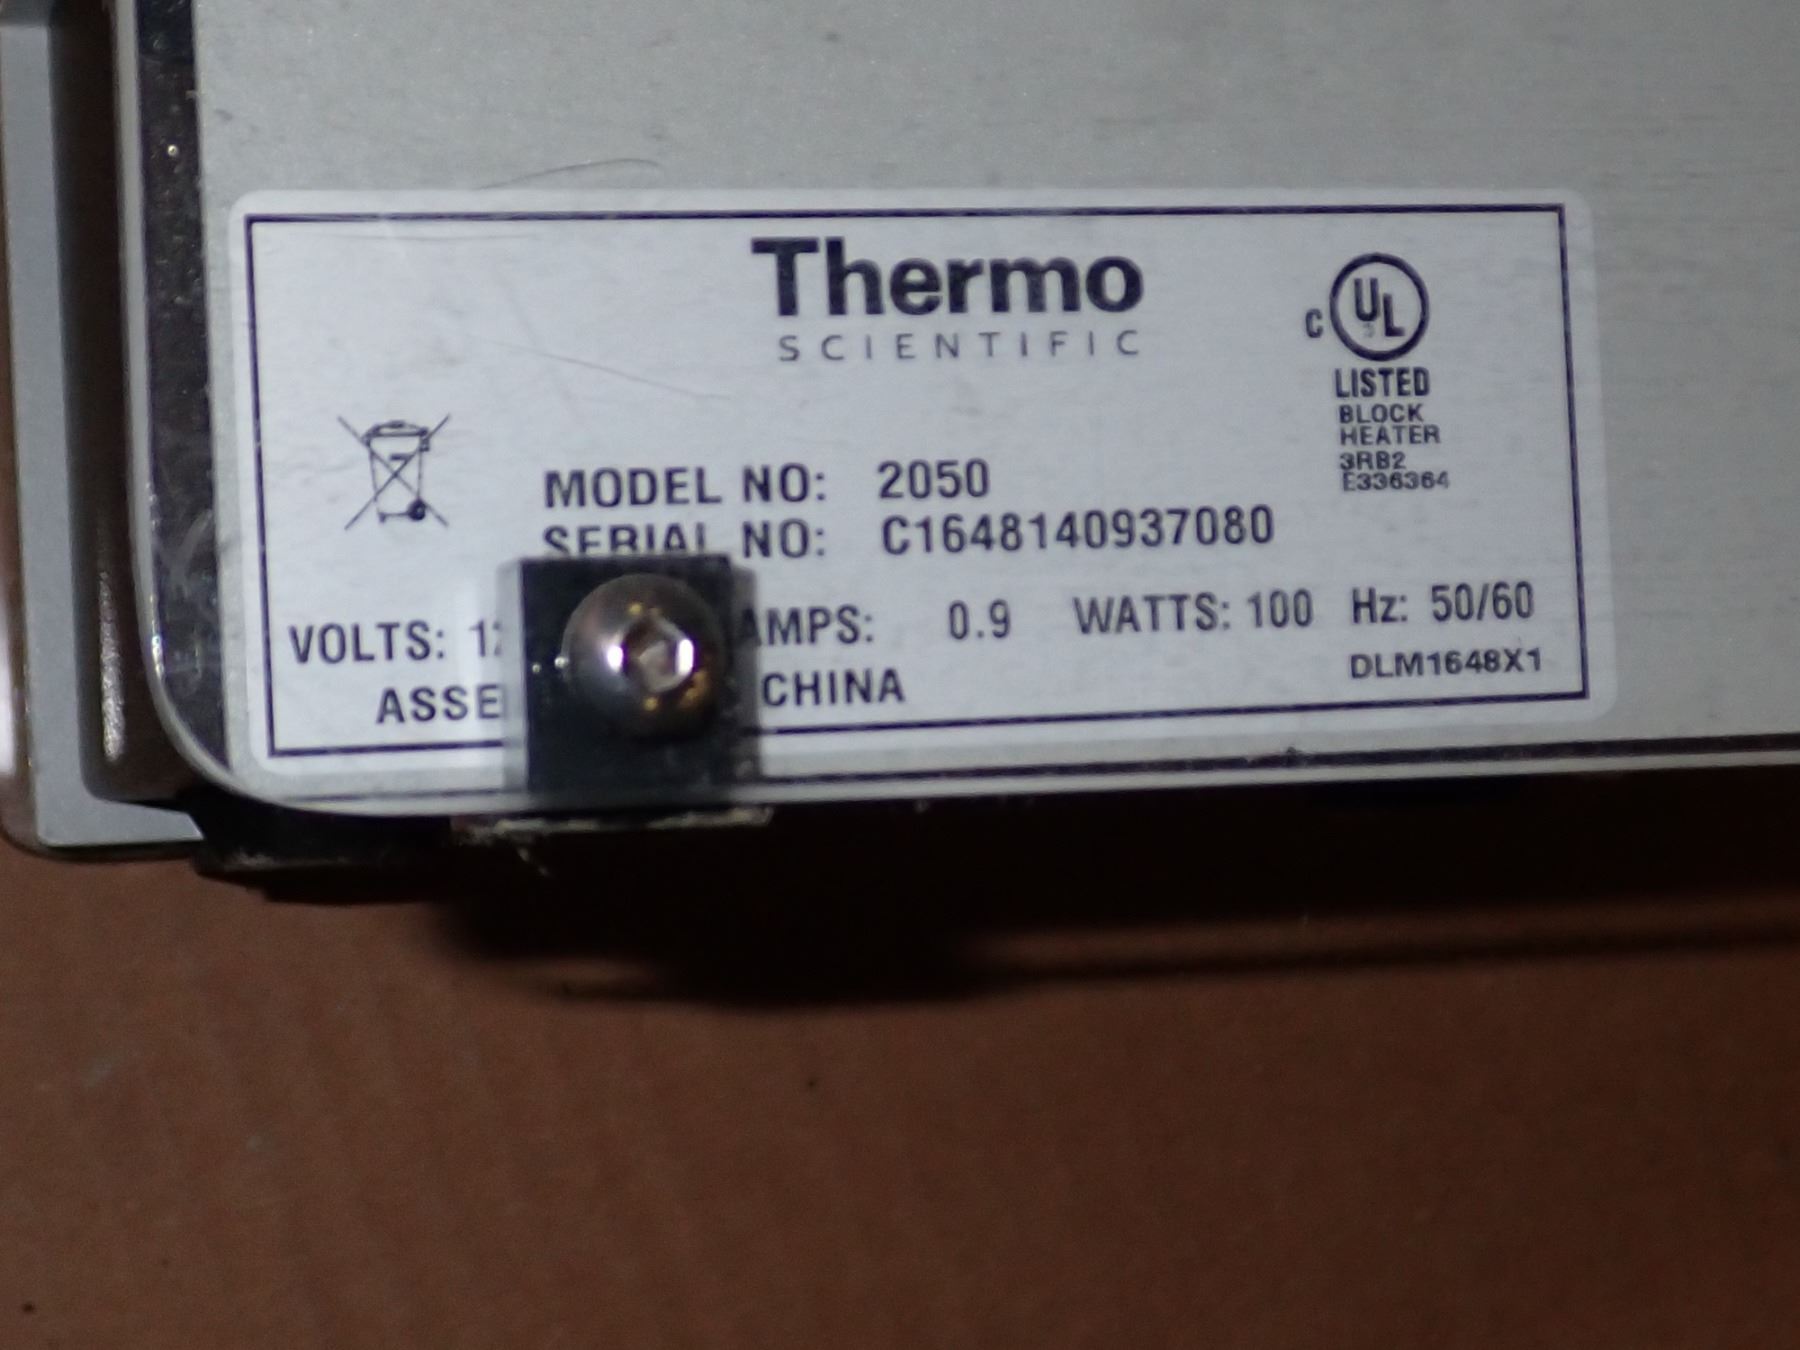 Thermo
SCIENTIFIC
C UL
LISTED
BLOCK
HEATER
3RB2
E336364
MODEL NO: 2050
SERIAL NO: C1648140937080
VOLTS: AMPS: 0.9 WATTS: 100 Hz: 50/60
CHINA
DLM1648X1